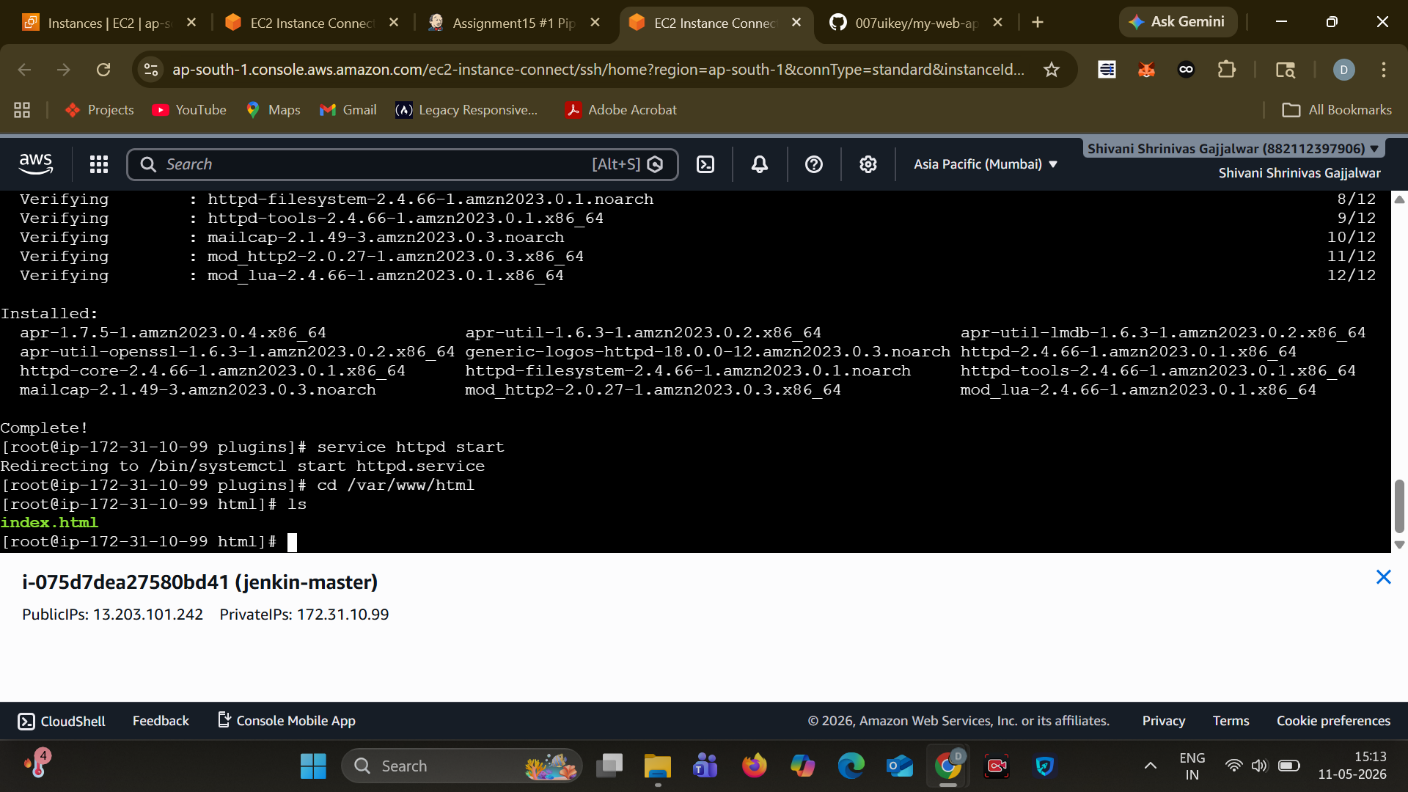 Instances | EC2 | ap-s
EC2 Instance Connect
Assignment15 #1 Pip
EC2 Instance Connec
007uikey/my-web-ap
Ask Gemini
ap-south-1.console.aws.amazon.com/ec2-instance-connect/ssh/home?region=ap-south-1&connType=standard&instanceId...
D
Projects
YouTube
Maps
Gmail
(A)
Legacy Responsive...
Adobe Acrobat
All Bookmarks
aws
Search
[Alt+S]
Asia Pacific (Mumbai)
Shivani Shrinivas Gajjalwar (882112397906)
Shivani Shrinivas Gajjalwar
Verifying : httpd-filesystem-2.4.66-1.amzn2023.0.1.noarch 8/12
Verifying : httpd-tools-2.4.66-1.amzn2023.0.1.x86_64 9/12
Verifying : mailcap-2.1.49-3.amzn2023.0.3.noarch 10/12
Verifying : mod_http2-2.0.27-1.amzn2023.0.3.x86_64 11/12
Verifying : mod_lua-2.4.66-1.amzn2023.0.1.x86_64 12/12
Installed:
apr-1.7.5-1.amzn2023.0.4.x86_64 apr-util-1.6.3-1.amzn2023.0.2.x86_64 apr-util-lmdb-1.6.3-1.amzn2023.0.2.x86_64
apr-util-openssl-1.6.3-1.amzn2023.0.2.x86_64 generic-logos-httpd-18.0.0-12.amzn2023.0.3.noarch httpd-2.4.66-1.amzn2023.0.1.x86_64
httpd-core-2.4.66-1.amzn2023.0.1.x86_64 httpd-filesystem-2.4.66-1.amzn2023.0.1.noarch httpd-tools-2.4.66-1.amzn2023.0.1.x86_64
mailcap-2.1.49-3.amzn2023.0.3.noarch mod_http2-2.0.27-1.amzn2023.0.3.x86_64 mod_lua-2.4.66-1.amzn2023.0.1.x86_64
Complete!
[root@ip-172-31-10-99 plugins]# service httpd start
Redirecting to /bin/systemctl start httpd.service
[root@ip-172-31-10-99 plugins]# cd /var/www/html
[root@ip-172-31-10-99 html]# ls
index.html
[root@ip-172-31-10-99 html]#
i-075d7dea27580bd41 (jenkin-master)
PublicIPs: 13.203.101.242 PrivateIPs: 172.31.10.99
CloudShell
Feedback
Console Mobile App
© 2026, Amazon Web Services, Inc. or its affiliates.
Privacy
Terms
Cookie preferences
4
Search
D
ENG
IN
15:13
11-05-2026